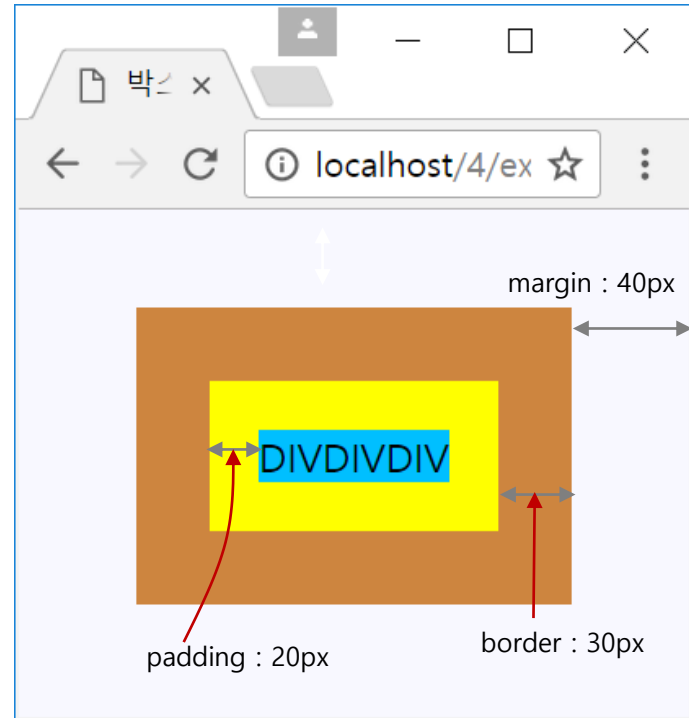 박스
localhost/4/ex
margin : 40px
DIVDIVDIV
padding : 20px
border : 30px